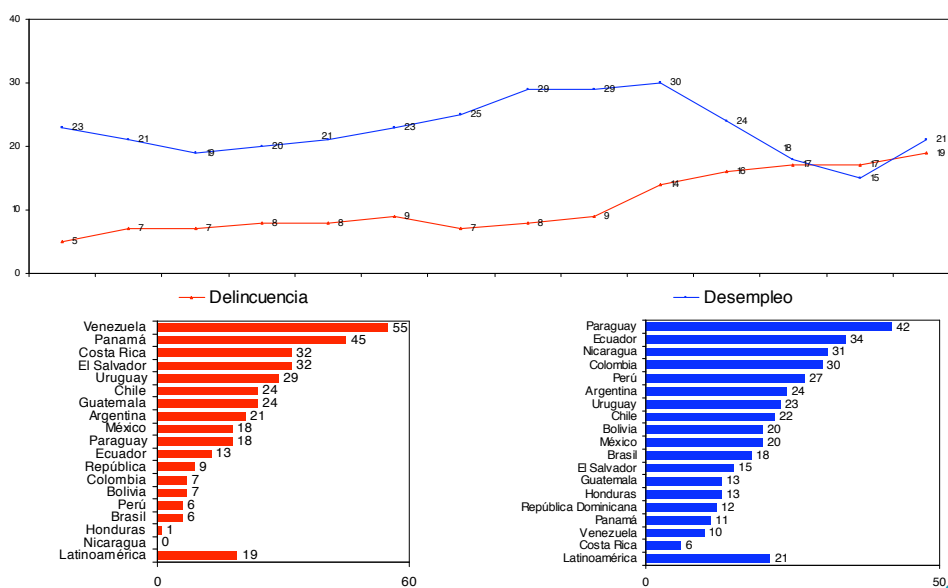 40
30
20
10
0
23 21 19 20 21 23 25 29 29 30 24 18 15 21
5 7 7 8 8 9 7 8 9 14 16 17 17 19
Delincuencia
Desempleo
Venezuela 55
Panamá 45
Costa Rica 32
El Salvador 32
Uruguay 29
Chile 24
Guatemala 24
Argentina 21
México 18
Paraguay 18
Ecuador 13
República 9
Colombia 7
Bolivia 7
Perú 6
Brasil 6
Honduras 1
Nicaragua 0
Latinoamérica 19
0 60
Paraguay 42
Ecuador 34
Nicaragua 31
Colombia 30
Perú 27
Argentina 24
Uruguay 23
Chile 22
Bolivia 20
México 20
Brasil 18
El Salvador 15
Guatemala 13
Honduras 13
República Dominicana 12
Panamá 11
Venezuela 10
Costa Rica 6
Latinoamérica 21
0 50